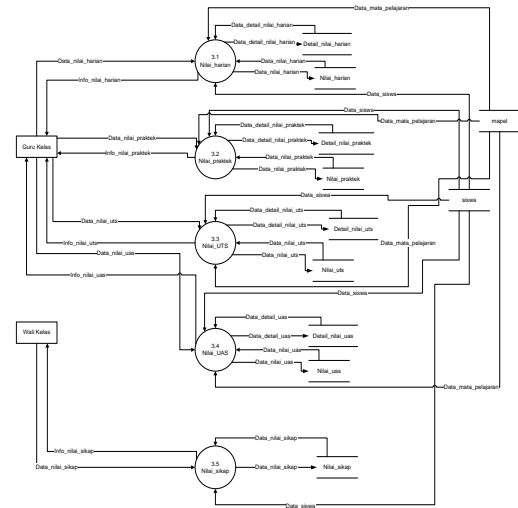 Data_mata_pelajaran
Data_detail_nilai_harian
Data_detail_nilai_harian
Detail_nilai_harian
3.1
Nilai_harian
Data_nilai_harian
Data_nilai_harian
Data_nilai_harian
Nilai_harian
Info_nilai_harian
Data_siswa
Data_siswa
mapel
Data_mata_pelajaran
Data_detail_nilai_praktek
Guru Kelas
Data_nilai_praktek
Data_detail_nilai_praktek
Detail_nilai_praktek
3.2
Nilai_praktek
Info_nilai_praktek
Data_nilai_praktek
Data_nilai_praktek
Nilai_praktek
Data_siswa
siswa
Data_detail_nilai_uts
Data_nilai_uts
Data_detail_nilai_uts
Detail_nilai_uts
3.3
Nilai_UTS
Info_nilai_uts
Data_nilai_uts
Data_mata_pelajaran
Data_nilai_uas
Data_nilai_uts
Nilai_uts
Info_nilai_uas
Data_siswa
Data_detail_uas
Wali Kelas
Data_detail_uas
Detail_nilai_uas
3.4
Nilai_UAS
Data_nilai_uas
Data_nilai_uas
Nilai_uas
Data_mata_pelajaran
Data_nilai_sikap
Info_nilai_sikap
3.5
Nilai_sikap
Data_nilai_sikap
Data_nilai_sikap
Nilai_sikap
Data_siswa